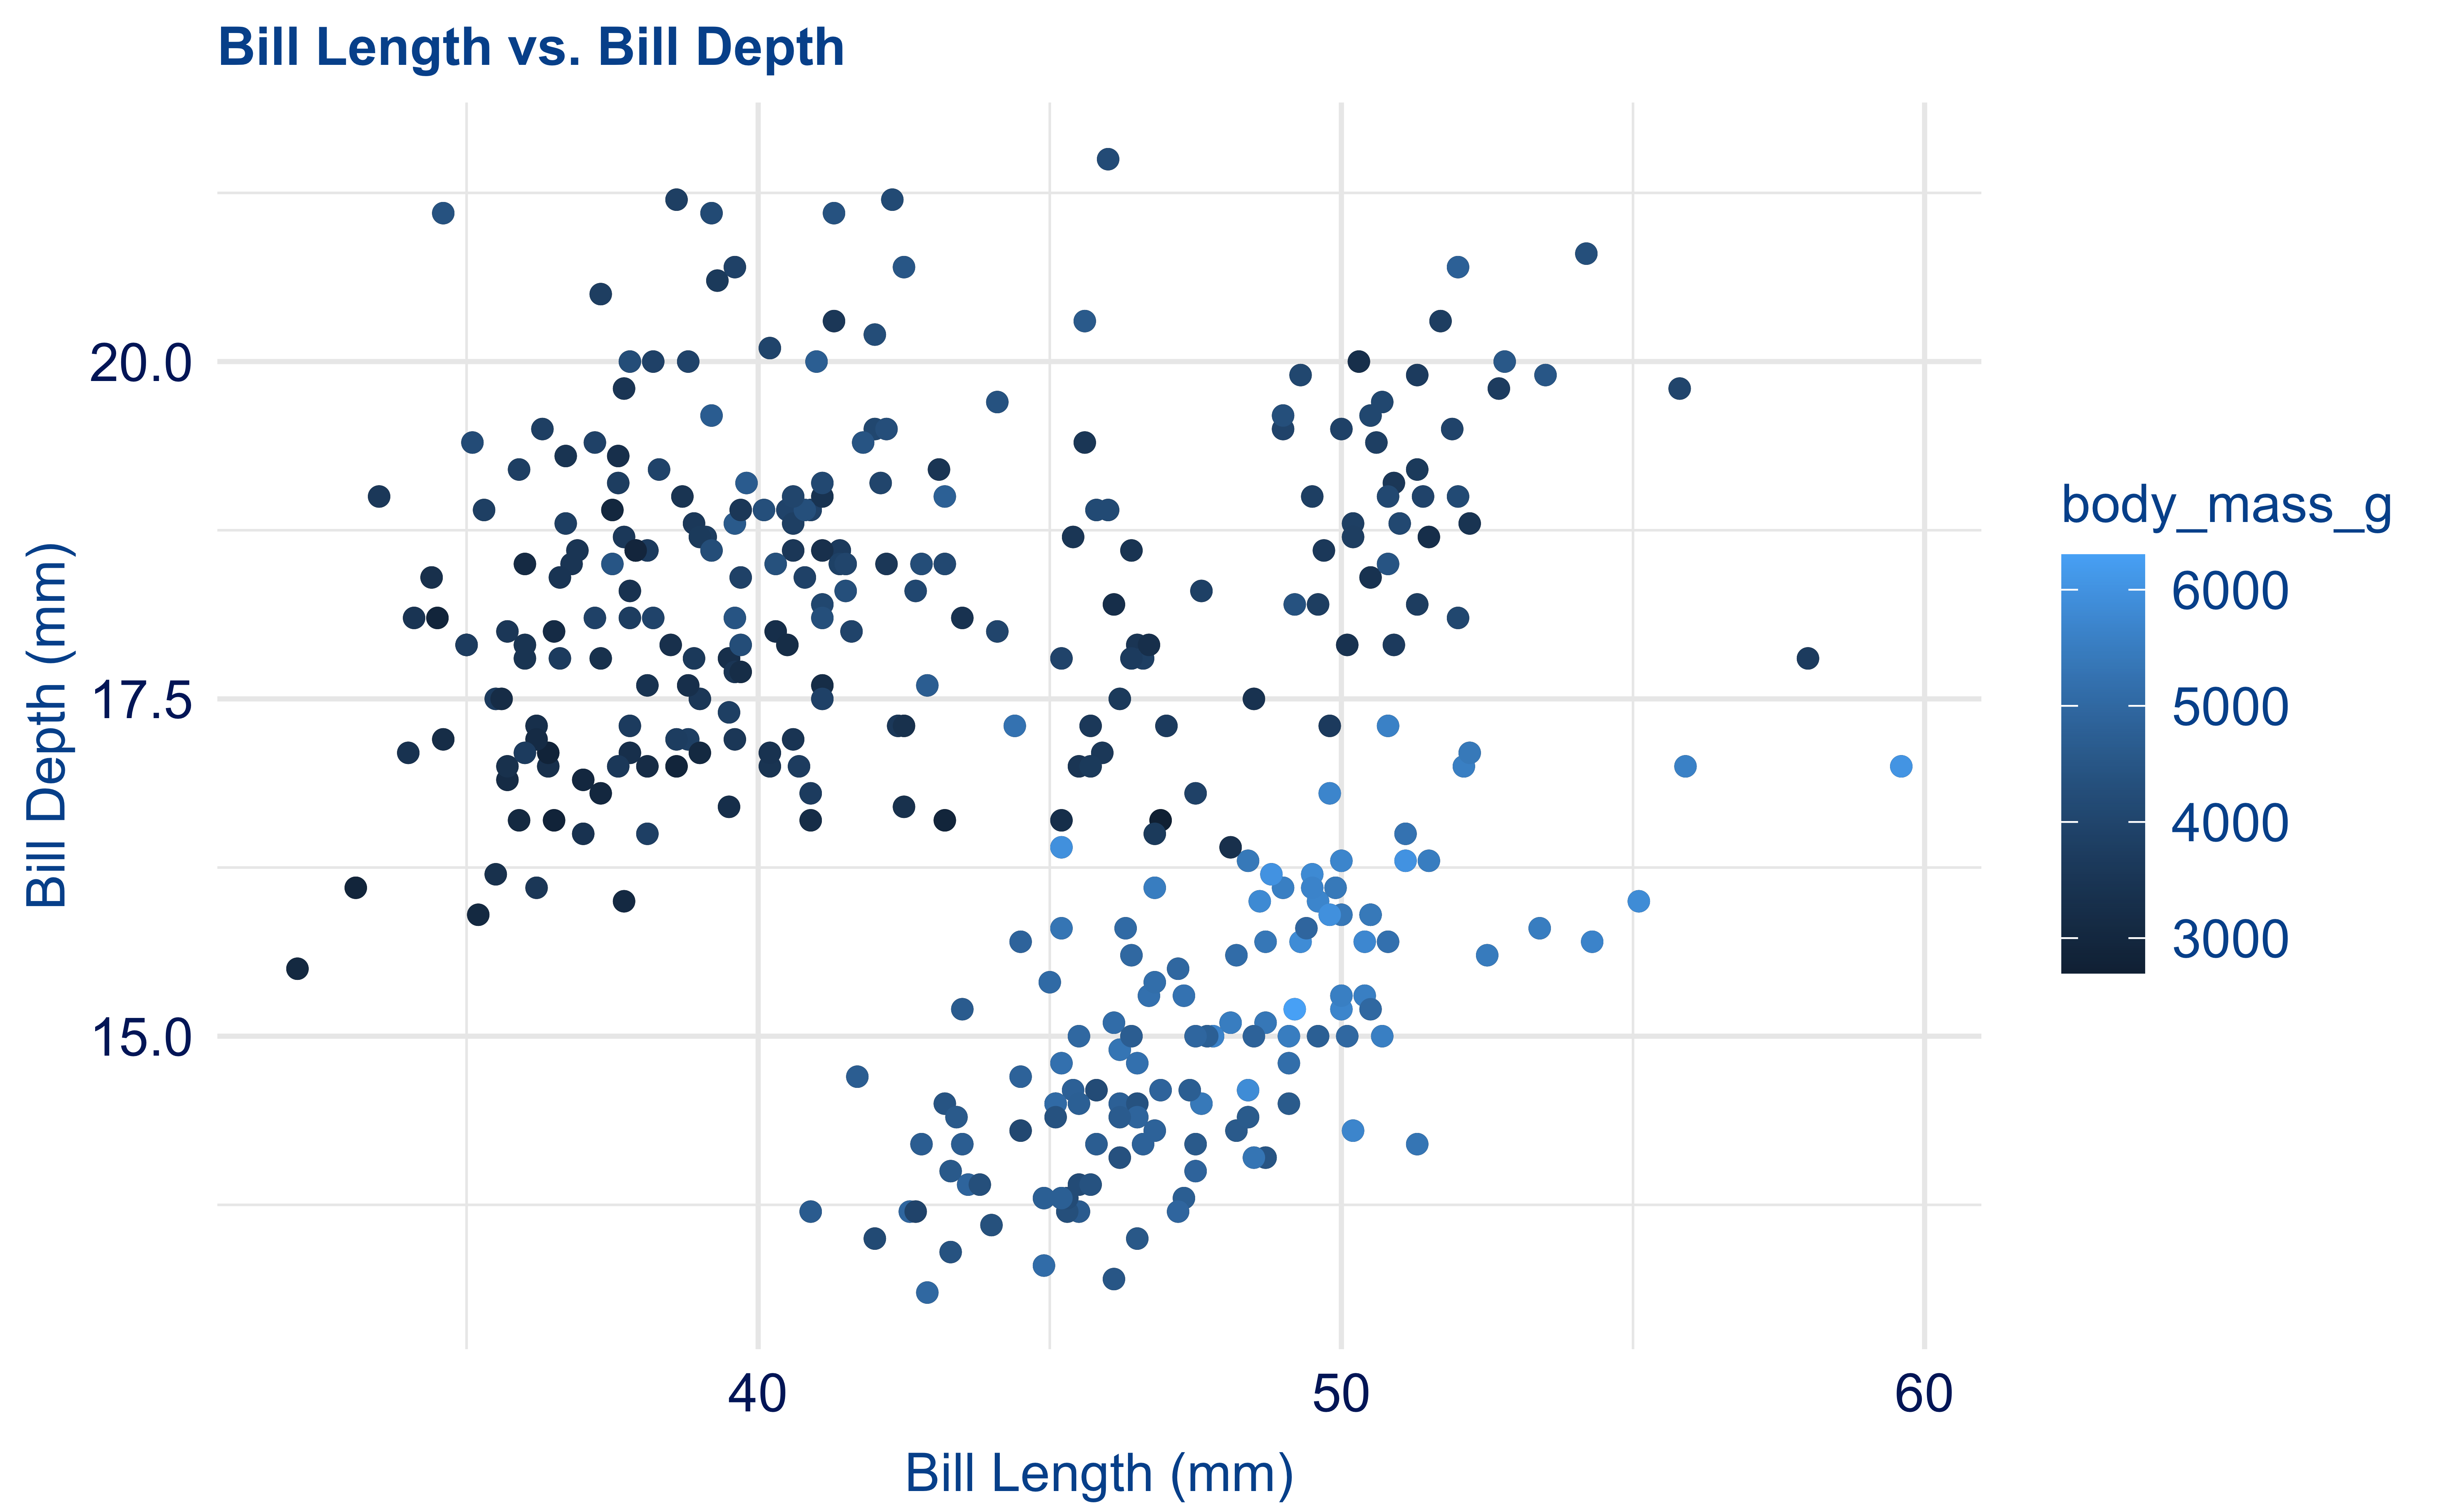 Bill Length vs. Bill Depth
Bill Depth (mm)
20.0
17.5
15.0
40
50
60
Bill Length (mm)
body_mass_g
6000
5000
4000
3000